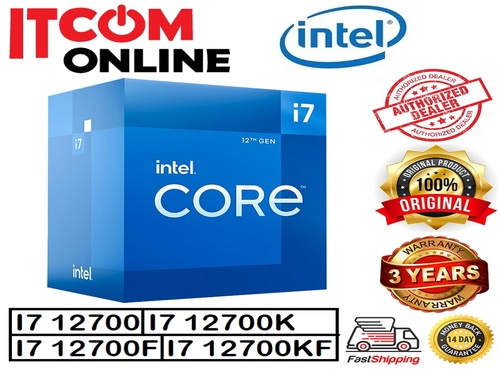 ITCOM
ONLINE
intel
AUTHORIZED DEALER
AUTHORIZED
DEALER
AUTHORIZED DEALER
i7
i7
12TH GEN
intel
CORE™
intel
ORIGINAL PRODUCT
100%
ORIGINAL
WARRANTY
3 YEARS
WARRANTY
I7 12700 I7 12700K
I7 12700F I7 12700KF
FastShipping
MONEY BACK
14 DAY
GUARANTEE